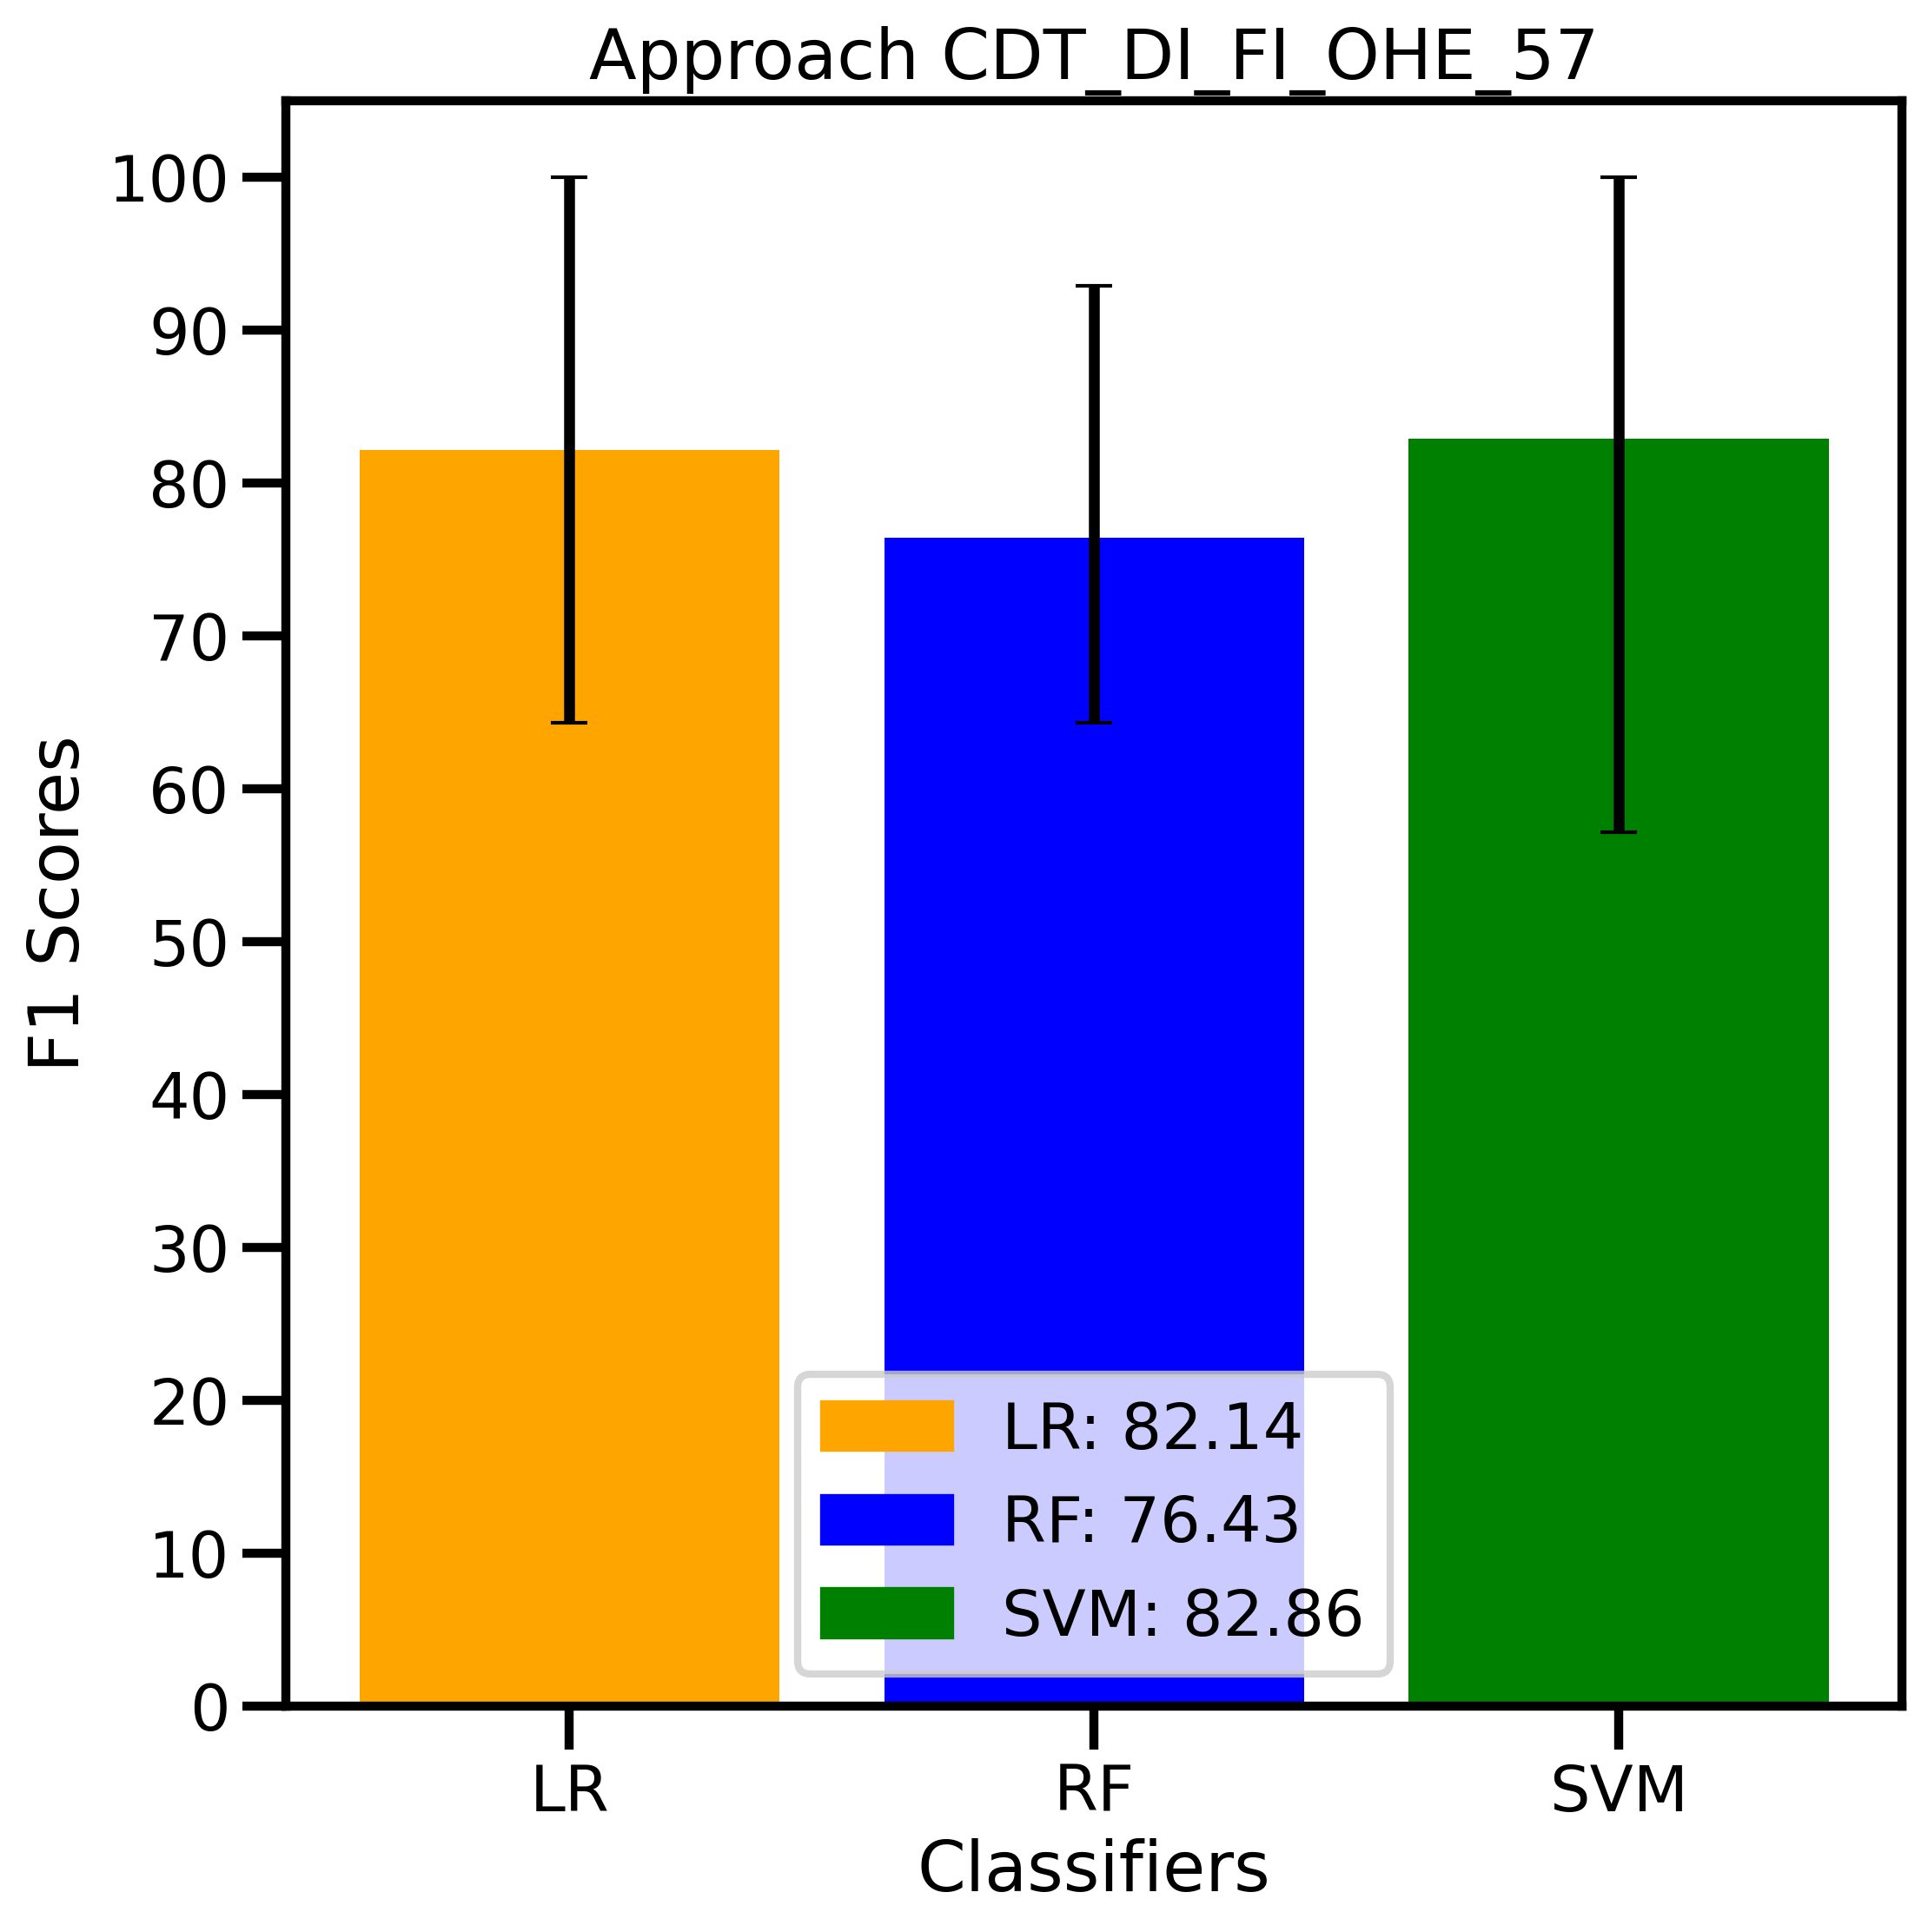 Approach CDT_DI_FI_OHE_57
100
90
80
70
60
50
40
30
20
10
0
F1 Scores
LR: 82.14
RF: 76.43
SVM: 82.86
LR
RF
SVM
Classifiers